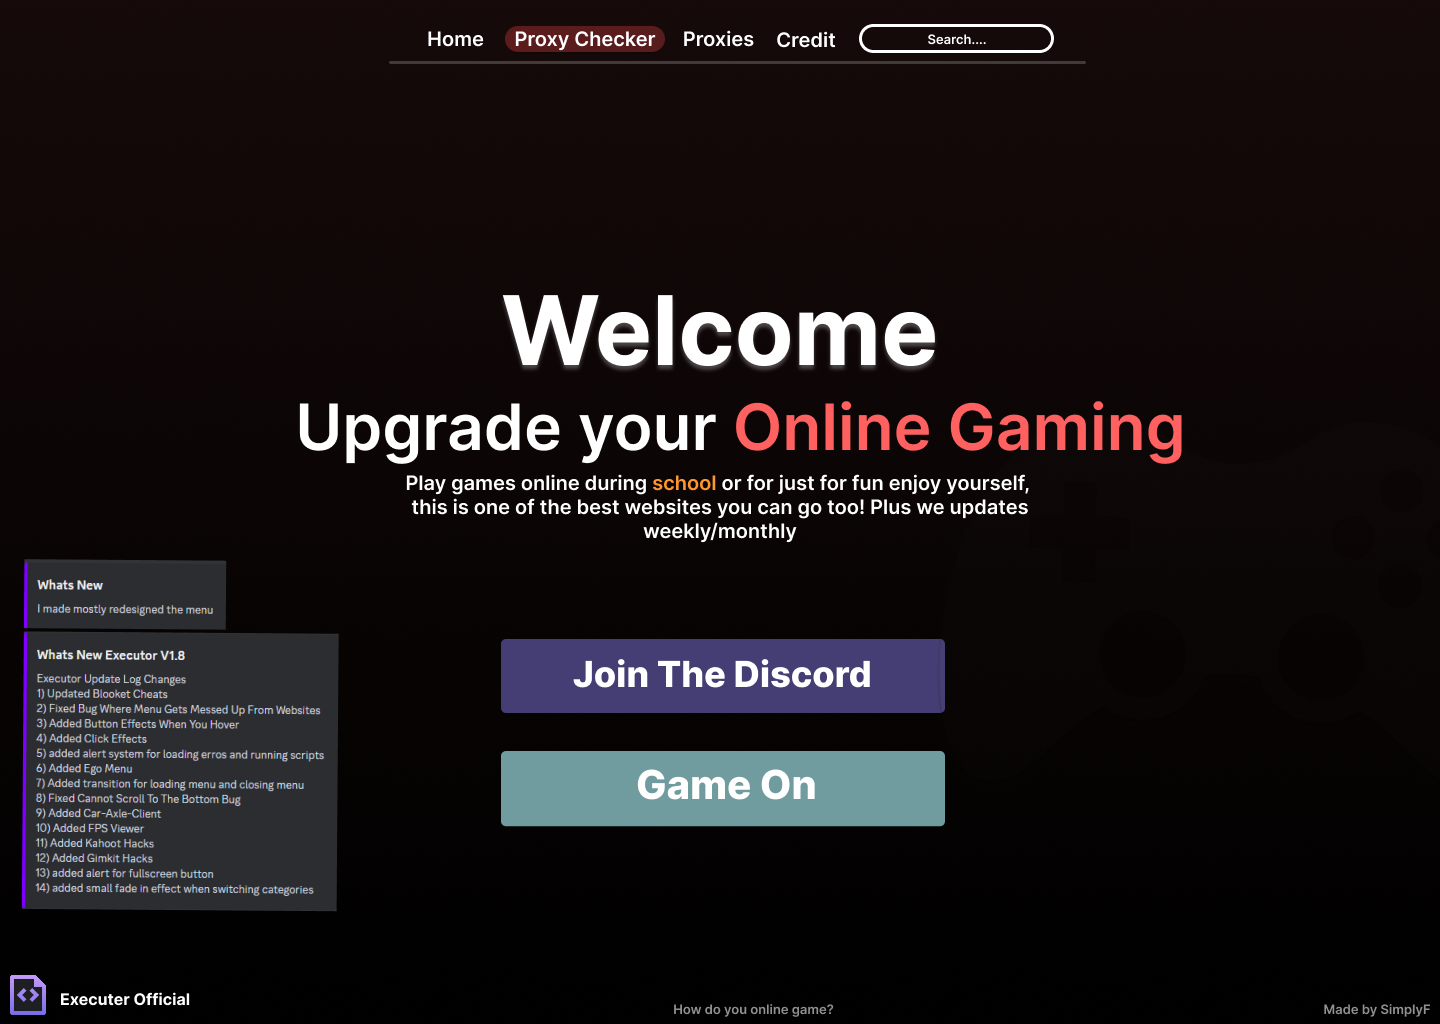 Home
Proxy Checker
Proxies
Credit
Search....
Welcome
Upgrade your Online Gaming
Play games online during school or for just for fun enjoy yourself,
this is one of the best websites you can go too! Plus we updates
weekly/monthly
Whats New
I made mostly redesigned the menu
Whats New Executor V1.8
Executor Update Log Changes
1) Updated Blooket Cheats
2) Fixed Bug Where Menu Gets Messed Up From Websites
3) Added Button Effects When You Hover
4) Added Click Effects
5) added alert system for loading erros and running scripts
6) Added Ego Menu
7) Added transition for loading menu and closing menu
8) Fixed Cannot Scroll To The Bottom Bug
9) Added Car-Axle-Client
10) Added FPS Viewer
11) Added Kahoot Hacks
12) Added Gimkit Hacks
13) added alert for fullscreen button
14) added small fade in effect when switching categories
Join The Discord
Game On
Executer Official
How do you online game?
Made by SimplyF